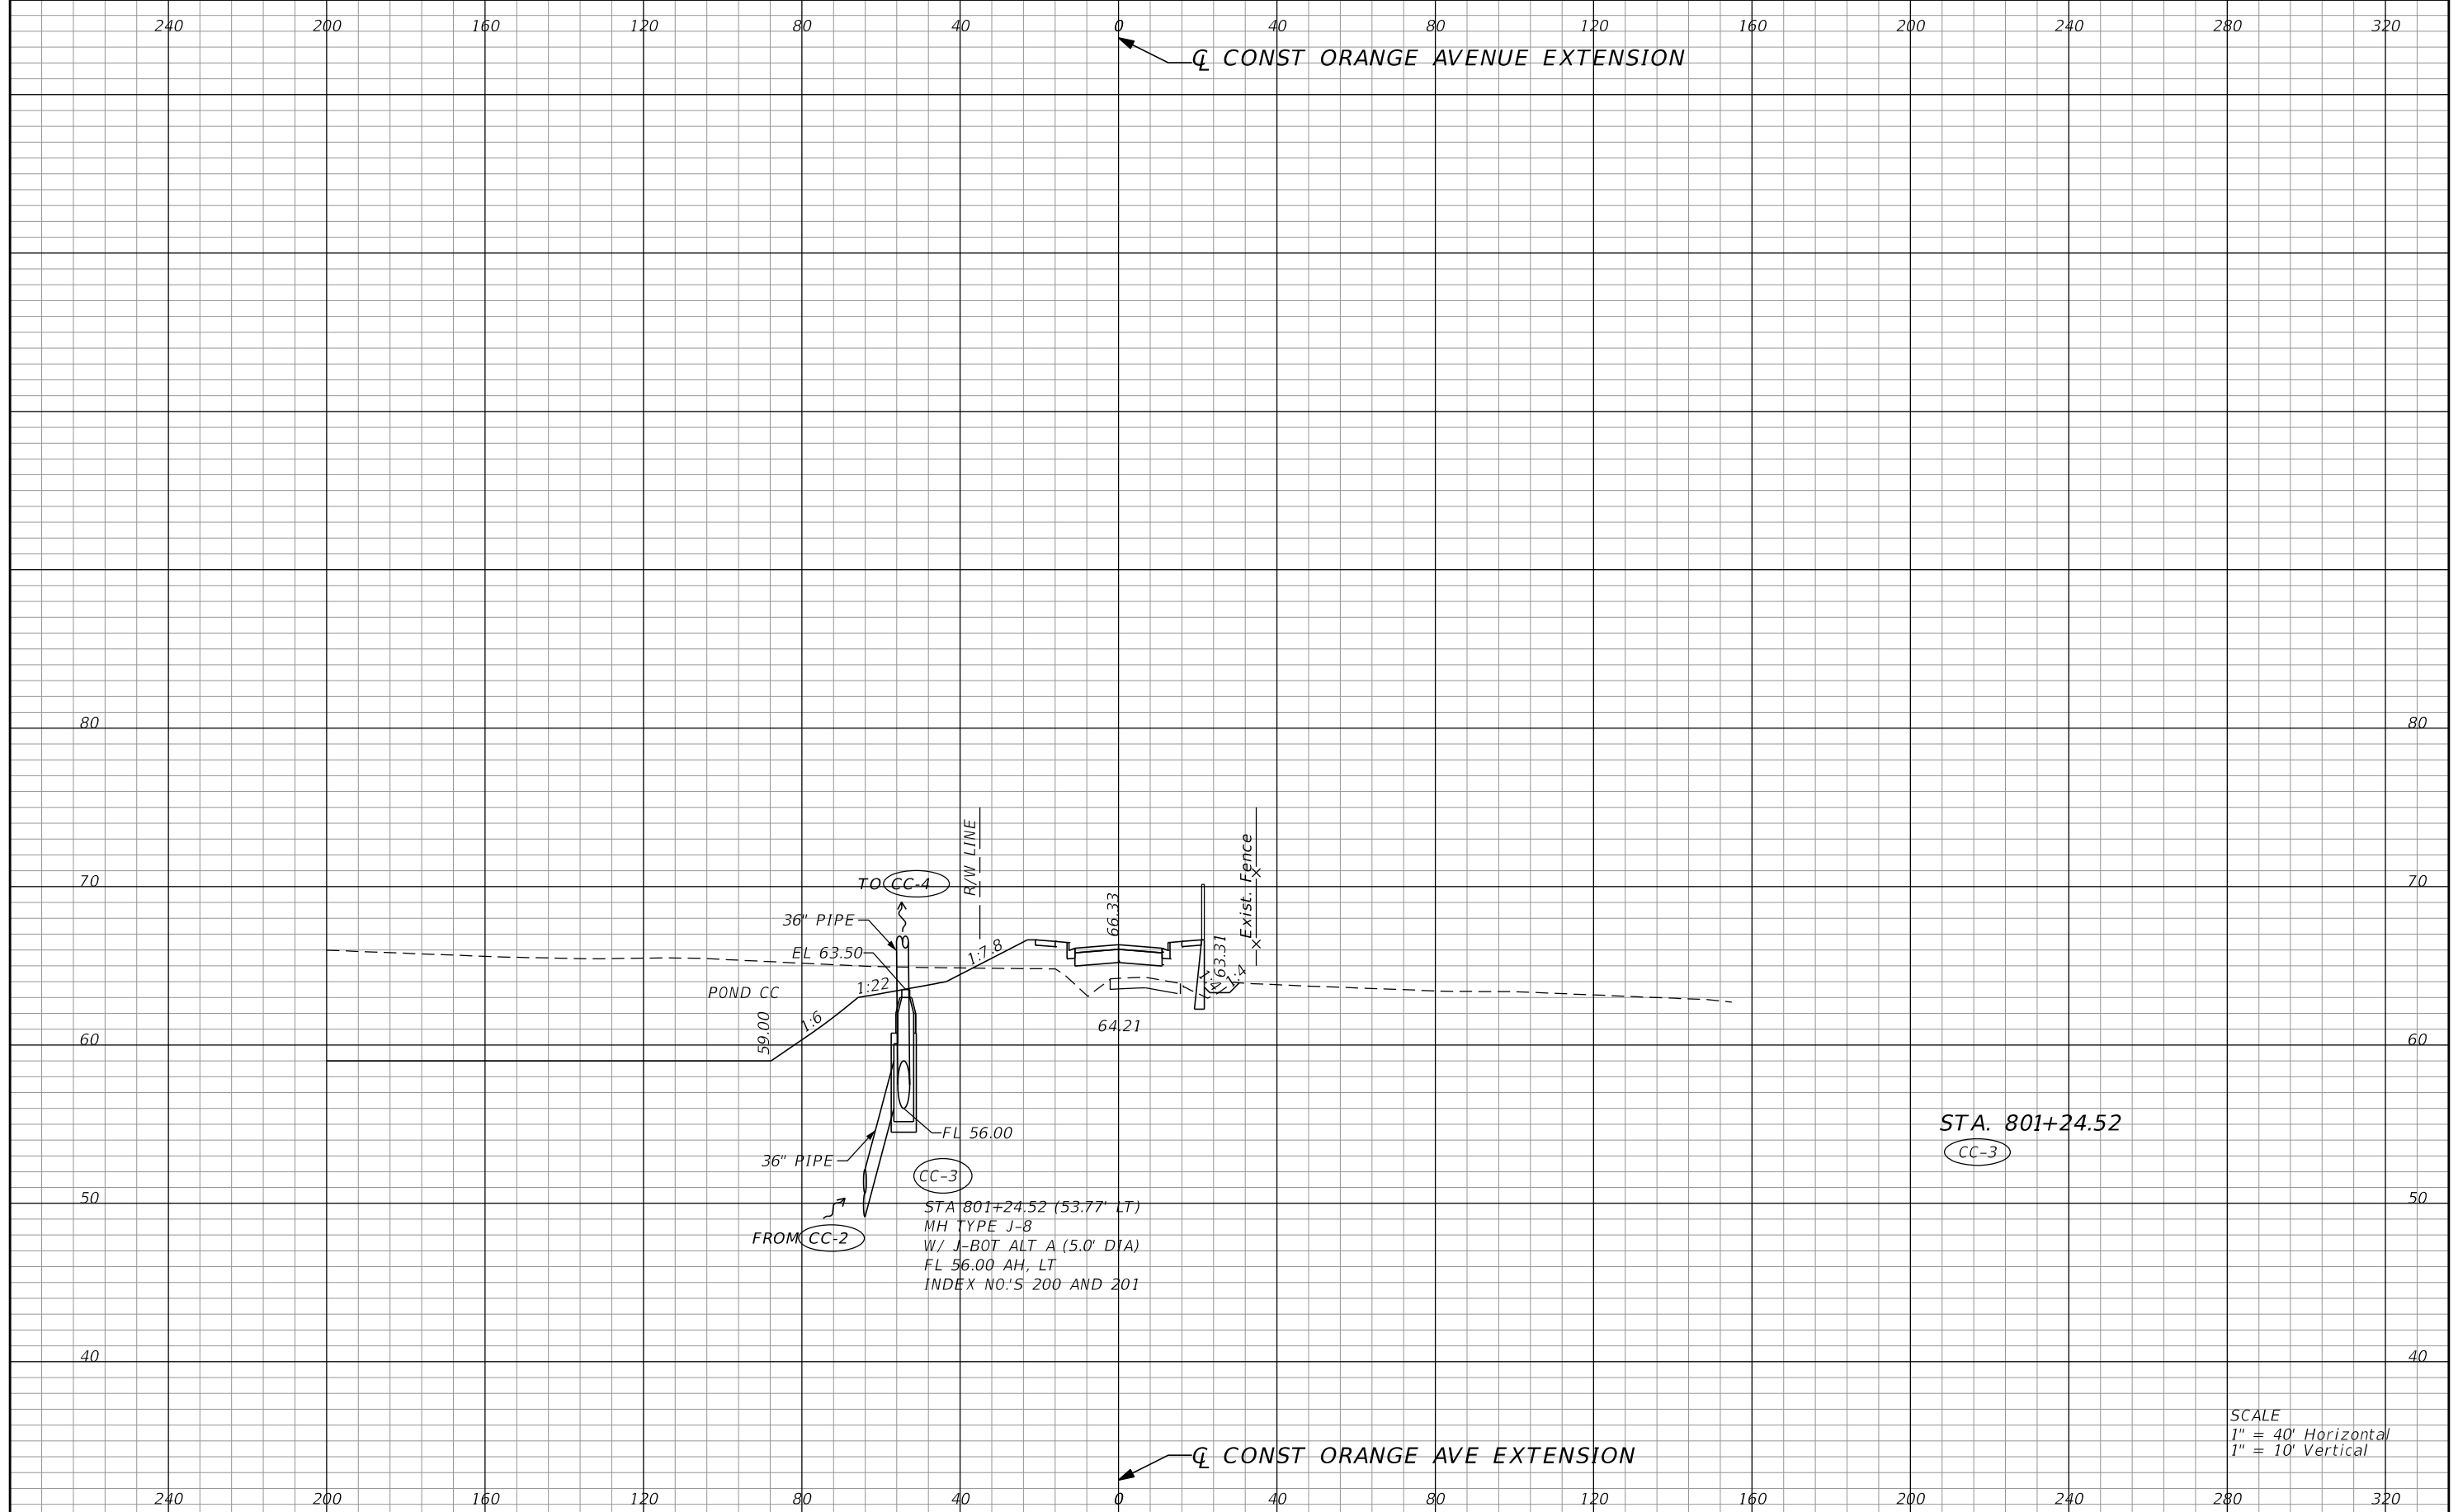 240 200 160 120 80 40 0 40 80 120 160 200 240 280 320
℄ CONST ORANGE AVENUE EXTENSION
80 80
R/W LINE
Exist. Fence
70 70
TO CC-4
66.33
36" PIPE
EL 63.50
1:7.8
63.31
1:4
1:4
1:22
POND CC
59.00
1:6
64.21
60 60
FL 56.00
STA. 801+24.52
CC-3
36" PIPE
CC-3
50 50
STA 801+24.52 (53.77' LT)
MH TYPE J-8
W/ J-BOT ALT A (5.0' DIA)
FL 56.00 AH, LT
INDEX NO.'S 200 AND 201
FROM CC-2
40 40
SCALE
1" = 40' Horizontal
1" = 10' Vertical
℄ CONST ORANGE AVE EXTENSION
240 200 160 120 80 40 0 40 80 120 160 200 240 280 320